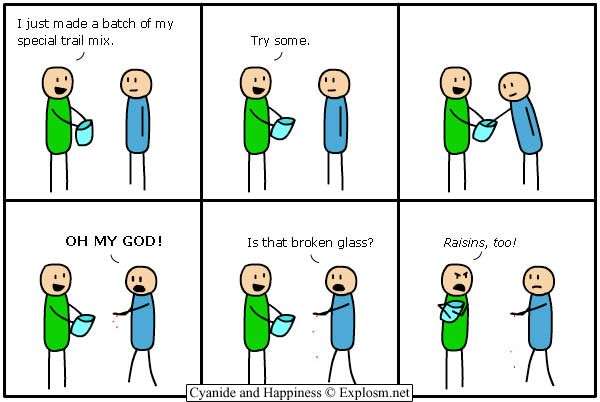 I just made a batch of my
special trail mix.
Try some.
OH MY GOD!
Is that broken glass?
Raisins, too!
Cyanide and Happiness © Explosm.net